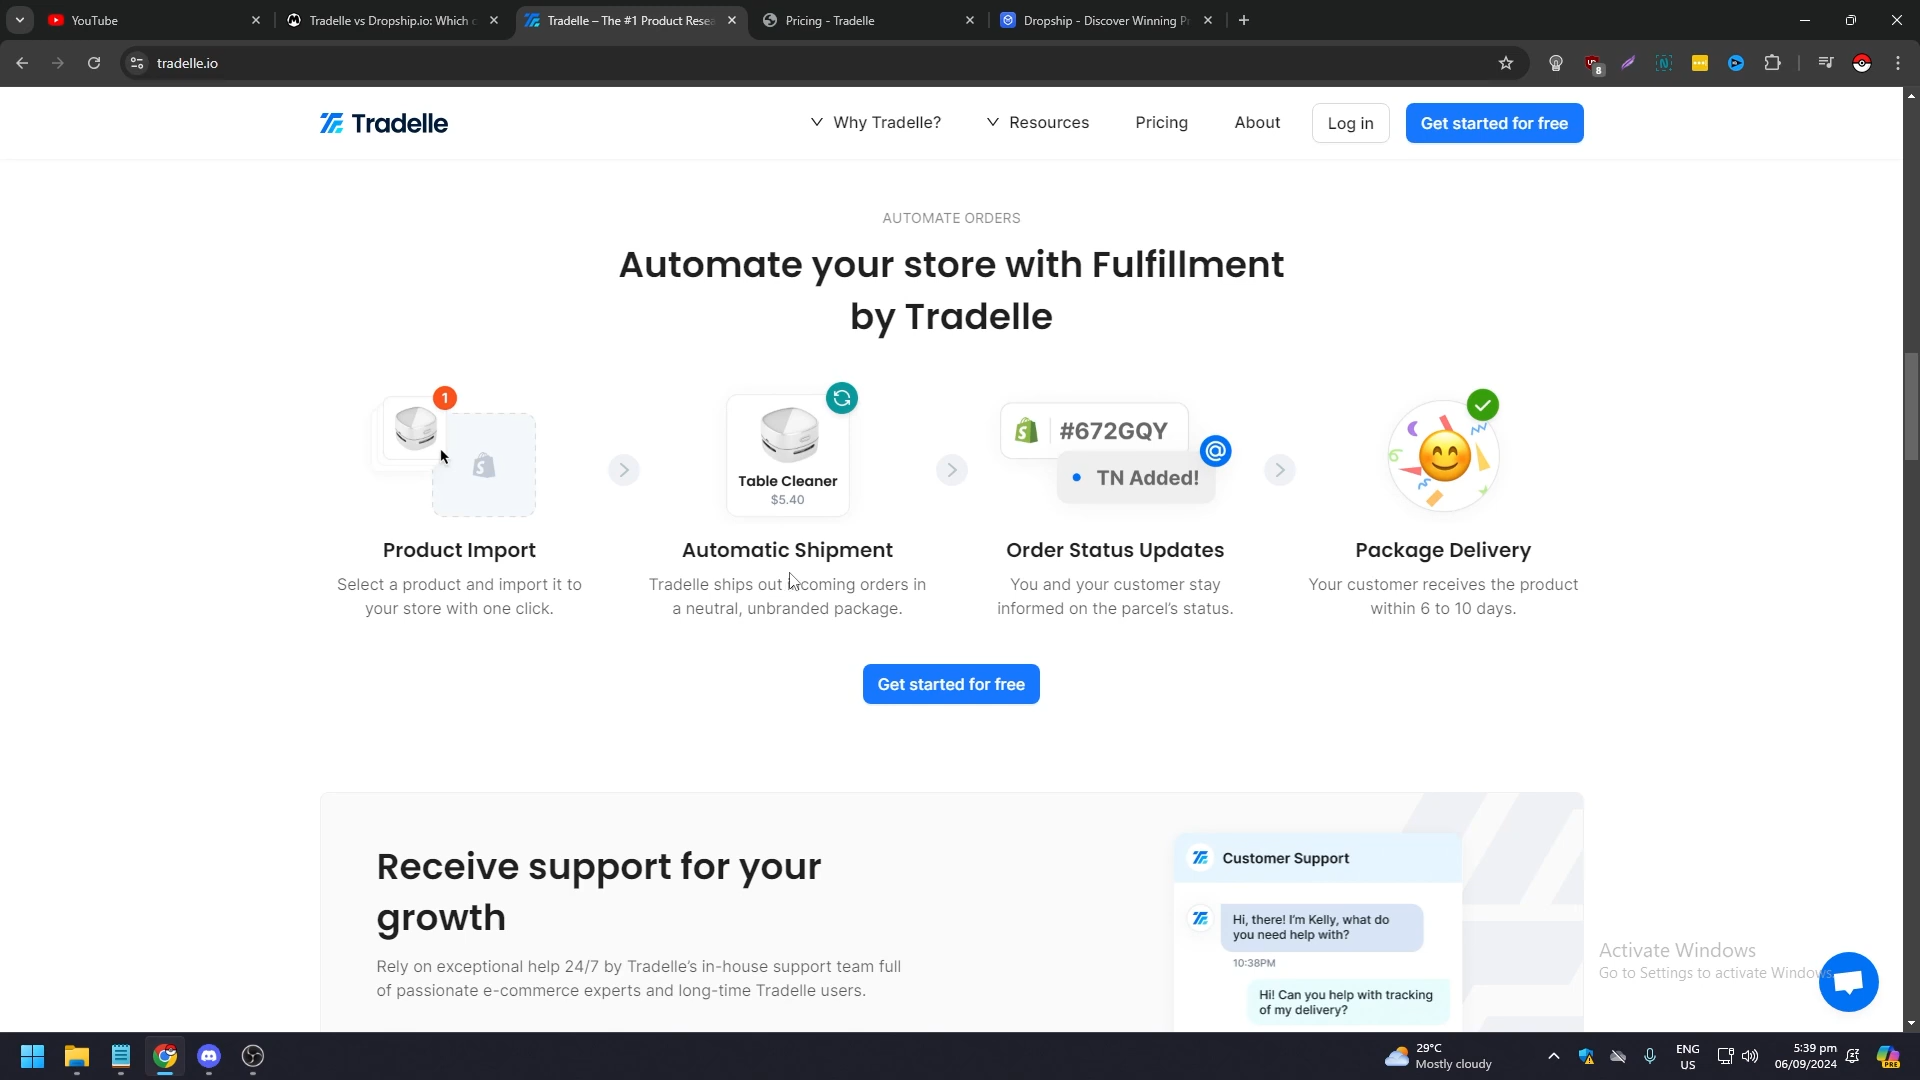 YouTube
Tradelle vs Dropship.io: Which c
Tradelle – The #1 Product Resea
Pricing - Tradelle
Dropship - Discover Winning Pr
tradelle.io
8
Tradelle
Why Tradelle?
Resources
Pricing
About
Log in
Get started for free
AUTOMATE ORDERS
Automate your store with Fulfillment
by Tradelle
1
Table Cleaner
$5.40
#672GQY
TN Added!
Product Import
Select a product and import it to
your store with one click.
Automatic Shipment
Tradelle ships out incoming orders in
a neutral, unbranded package.
Order Status Updates
You and your customer stay
informed on the parcel's status.
Package Delivery
Your customer receives the product
within 6 to 10 days.
Get started for free
Receive support for your
growth
Rely on exceptional help 24/7 by Tradelle's in-house support team full
of passionate e-commerce experts and long-time Tradelle users.
Customer Support
Hi, there! I'm Kelly, what do
you need help with?
10:38PM
Hi! Can you help with tracking
of my delivery?
Activate Windows
Go to Settings to activate Windows.
29°C
Mostly cloudy
ENG
US
5:39 pm
06/09/2024
PRE